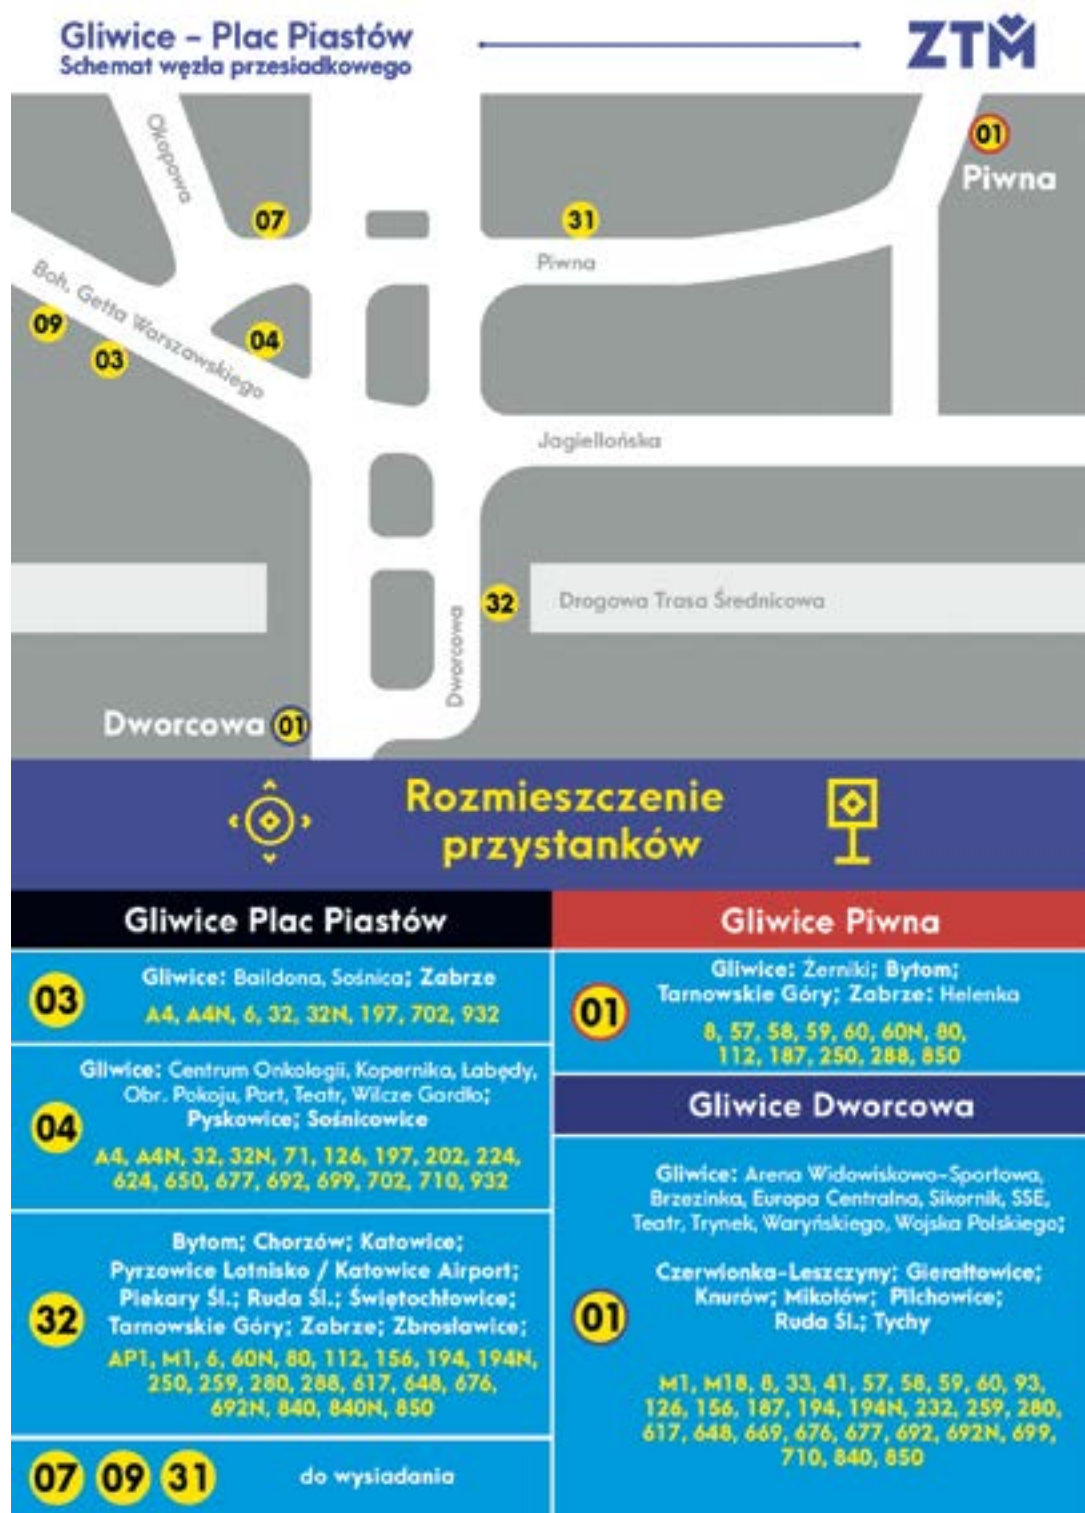 Gliwice – Plac Piastów
Schemat węzła przesiadkowego
ZTM
Okopowa
01
Piwna
07
31
Piwna
Boh. Getta Warszawskiego
09
03
04
Jagiellońska
32
Drogowa Trasa Średnicowa
Dworcowa
Dworcowa 01
Rozmieszczenie
przystanków
Gliwice Plac Piastów
03
Gliwice: Baildona, Sośnica; Zabrze
A4, A4N, 6, 32, 32N, 197, 702, 932
04
Gliwice: Centrum Onkologii, Kopernika, Łabędy,
Obr. Pokoju, Port, Teatr, Wilcze Gardło;
Pyskowice; Sośnicowice
A4, A4N, 32, 32N, 71, 126, 197, 202, 224,
624, 650, 677, 692, 699, 702, 710, 932
32
Bytom; Chorzów; Katowice;
Pyrzowice Lotnisko / Katowice Airport;
Piekary Śl.; Ruda Śl.; Świętochłowice;
Tarnowskie Góry; Zabrze; Zbrosławice;
AP1, M1, 6, 60N, 80, 112, 156, 194, 194N,
250, 259, 280, 288, 617, 648, 676,
692N, 840, 840N, 850
07 09 31
do wysiadania
Gliwice Piwna
01
Gliwice: Żerniki; Bytom;
Tarnowskie Góry; Zabrze: Helenka
8, 57, 58, 59, 60, 60N, 80,
112, 187, 250, 288, 850
Gliwice Dworcowa
01
Gliwice: Arena Widowiskowo-Sportowa,
Brzezinka, Europa Centralna, Sikornik, SSE,
Teatr, Trynek, Waryńskiego, Wojska Polskiego;
Czerwionka-Leszczyny; Gierałtowice;
Knurów; Mikołów; Pilchowice;
Ruda Śl.; Tychy
M1, M18, 8, 33, 41, 57, 58, 59, 60, 93,
126, 156, 187, 194, 194N, 232, 259, 280,
617, 648, 669, 676, 677, 692, 692N, 699,
710, 840, 850